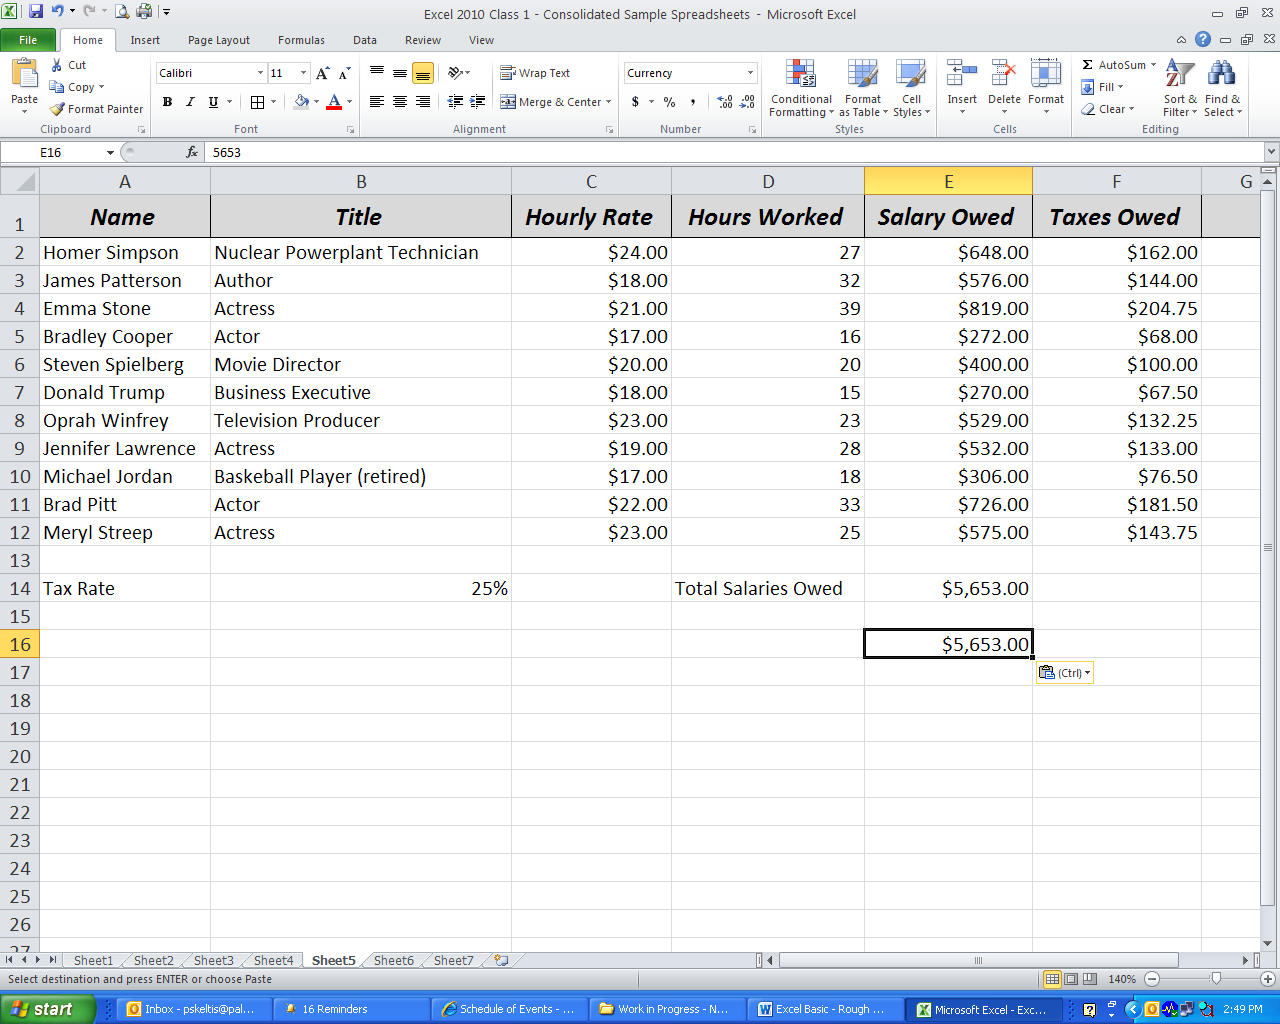 Excel 2010 Class 1 - Consolidated Sample Spreadsheets - Microsoft Excel
File Home Insert Page Layout Formulas Data Review View
Paste
Cut
Copy
Format Painter
Clipboard
Calibri 11
B I U
Font
Wrap Text
Merge & Center
Alignment
Currency
$ % ,
Number
Conditional Formatting
Format as Table
Cell Styles
Styles
Insert Delete Format
Cells
Σ AutoSum
Fill
Clear
Sort & Filter
Find & Select
Editing
E16 fx 5653
A B C D E F G
1 Name Title Hourly Rate Hours Worked Salary Owed Taxes Owed
2 Homer Simpson Nuclear Powerplant Technician $24.00 27 $648.00 $162.00
3 James Patterson Author $18.00 32 $576.00 $144.00
4 Emma Stone Actress $21.00 39 $819.00 $204.75
5 Bradley Cooper Actor $17.00 16 $272.00 $68.00
6 Steven Spielberg Movie Director $20.00 20 $400.00 $100.00
7 Donald Trump Business Executive $18.00 15 $270.00 $67.50
8 Oprah Winfrey Television Producer $23.00 23 $529.00 $132.25
9 Jennifer Lawrence Actress $19.00 28 $532.00 $133.00
10 Michael Jordan Baskeball Player (retired) $17.00 18 $306.00 $76.50
11 Brad Pitt Actor $22.00 33 $726.00 $181.50
12 Meryl Streep Actress $23.00 25 $575.00 $143.75
13
14 Tax Rate 25% Total Salaries Owed $5,653.00
15
16 $5,653.00
17 (Ctrl)
18
19
20
21
22
23
24
25
26
27
Sheet1 Sheet2 Sheet3 Sheet4 Sheet5 Sheet6 Sheet7
Select destination and press ENTER or choose Paste 140%
start Inbox - pskeltis@pal... 16 Reminders Schedule of Events - ... Work in Progress - N... Excel Basic - Rough ... Microsoft Excel - Exc... 2:49 PM